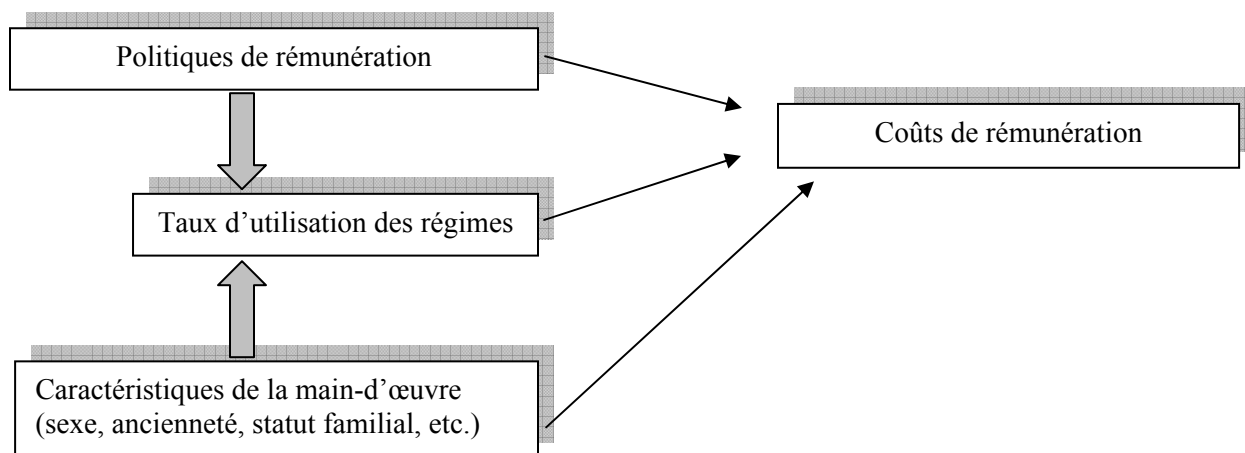 Politiques de rémunération
Coûts de rémunération
Taux d’utilisation des régimes
Caractéristiques de la main-d’œuvre
(sexe, ancienneté, statut familial, etc.)